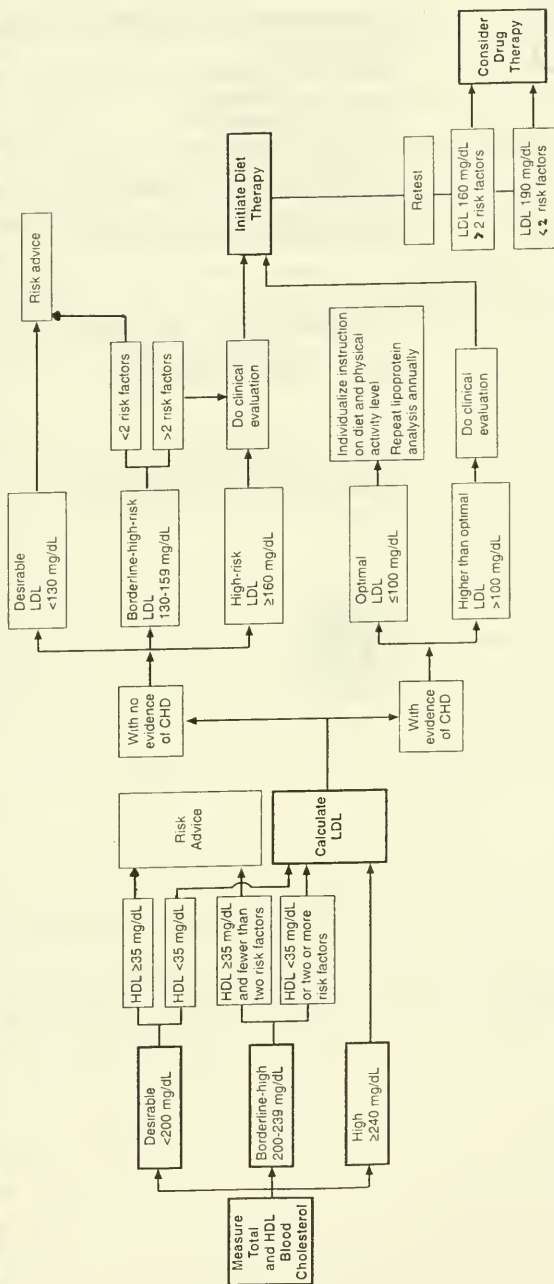 Measure
Total
and HDL
Blood
Cholesterol
Desirable
<200 mg/dL
Borderline-high
200-239 mg/dL
High
≥240 mg/dL
HDL ≥35 mg/dL
HDL <35 mg/dL
HDL ≥35 mg/dL
and fewer than
two risk factors
HDL <35 mg/dL
or two or more
risk factors
Risk
Advice
Calculate
LDL
With no
evidence
of CHD
With
evidence
of CHD
Desirable
LDL
<130 mg/dL
Borderline-high-risk
LDL
130-159 mg/dL
High-risk
LDL
≥160 mg/dL
Optimal
LDL
≤100 mg/dL
Higher than optimal
LDL
>100 mg/dL
<2 risk factors
>2 risk factors
Do clinical
evaluation
Individualize instruction
on diet and physical
activity level
Repeat lipoprotein
analysis annually
Do clinical
evaluation
Risk advice
Initiate Diet
Therapy
Retest
LDL 160 mg/dL
>2 risk factors
LDL 190 mg/dL
<2 risk factors
Consider
Drug
Therapy